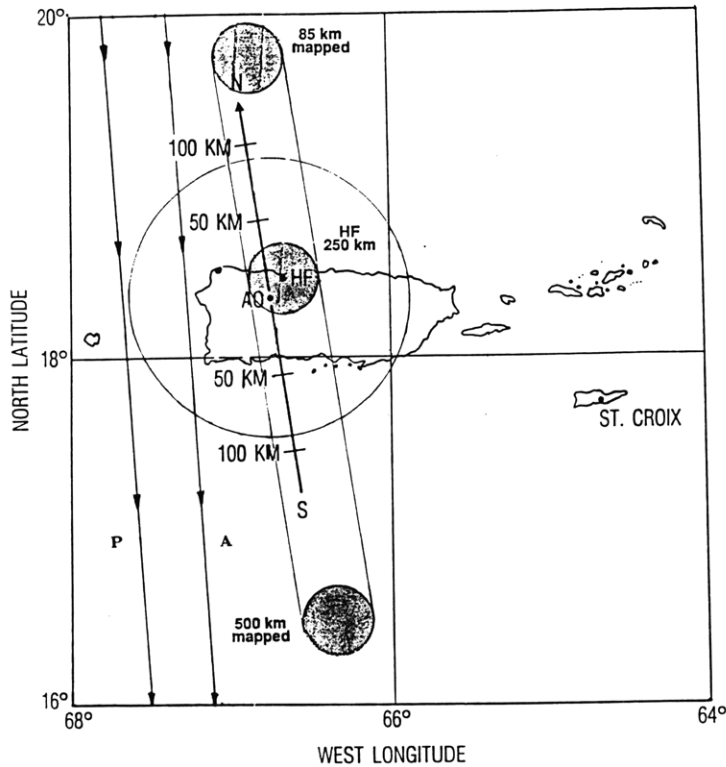 20°
85 km
mapped
N
100 KM
50 KM
HF
250 km
HF
AO
NORTH LATITUDE
18°
50 KM
ST. CROIX
100 KM
S
P
A
500 km
mapped
16°
68°
66°
64°
WEST LONGITUDE